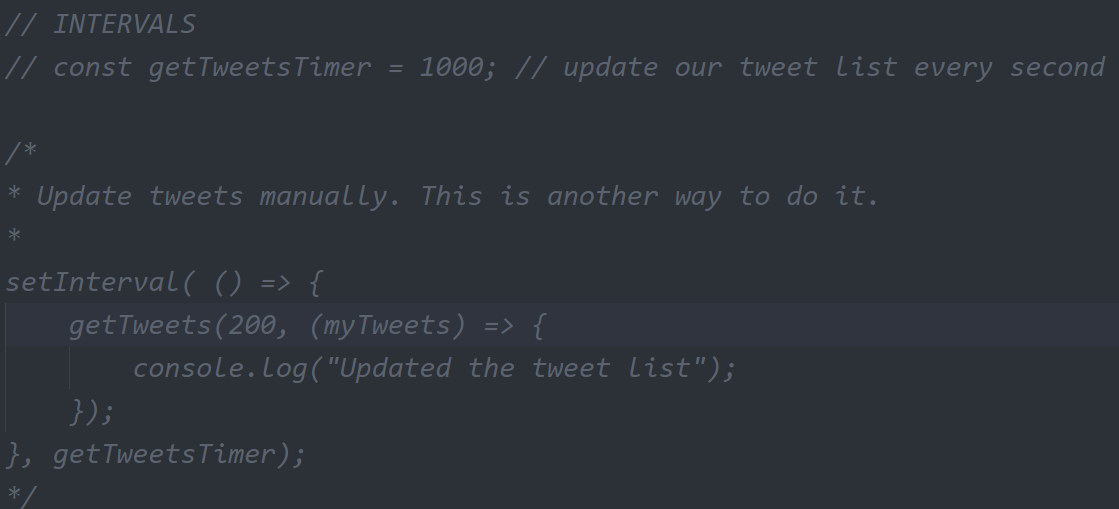 // INTERVALS
// const getTweetsTimer = 1000; // update our tweet list every second
/*
* Update tweets manually. This is another way to do it.
*
setInterval( () => {
getTweets(200, (myTweets) => {
console.log("Updated the tweet list");
});
}, getTweetsTimer);
*/